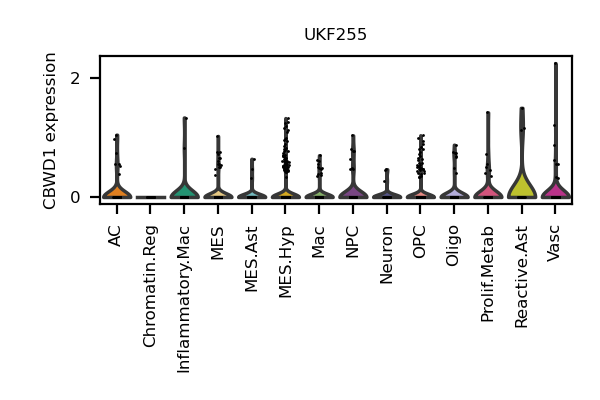 UKF255
CBWD1 expression
2
0
AC
Chromatin.Reg
Inflammatory.Mac
MES
MES.Ast
MES.Hyp
Mac
NPC
Neuron
OPC
Oligo
Prolif.Metab
Reactive.Ast
Vasc